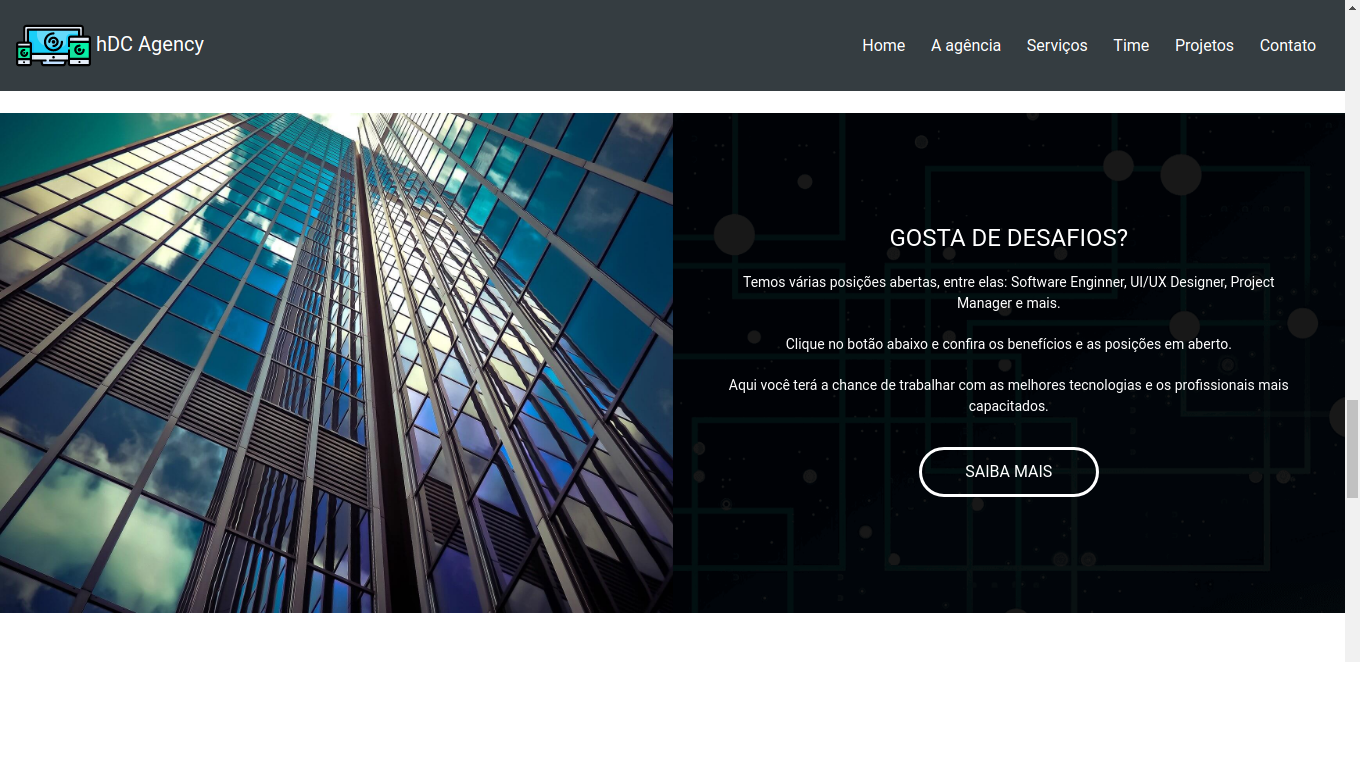 hDC Agency
Home
A agência
Serviços
Time
Projetos
Contato
GOSTA DE DESAFIOS?
Temos várias posições abertas, entre elas: Software Enginner, UI/UX Designer, Project
Manager e mais.
Clique no botão abaixo e confira os benefícios e as posições em aberto.
Aqui você terá a chance de trabalhar com as melhores tecnologias e os profissionais mais
capacitados.
SAIBA MAIS